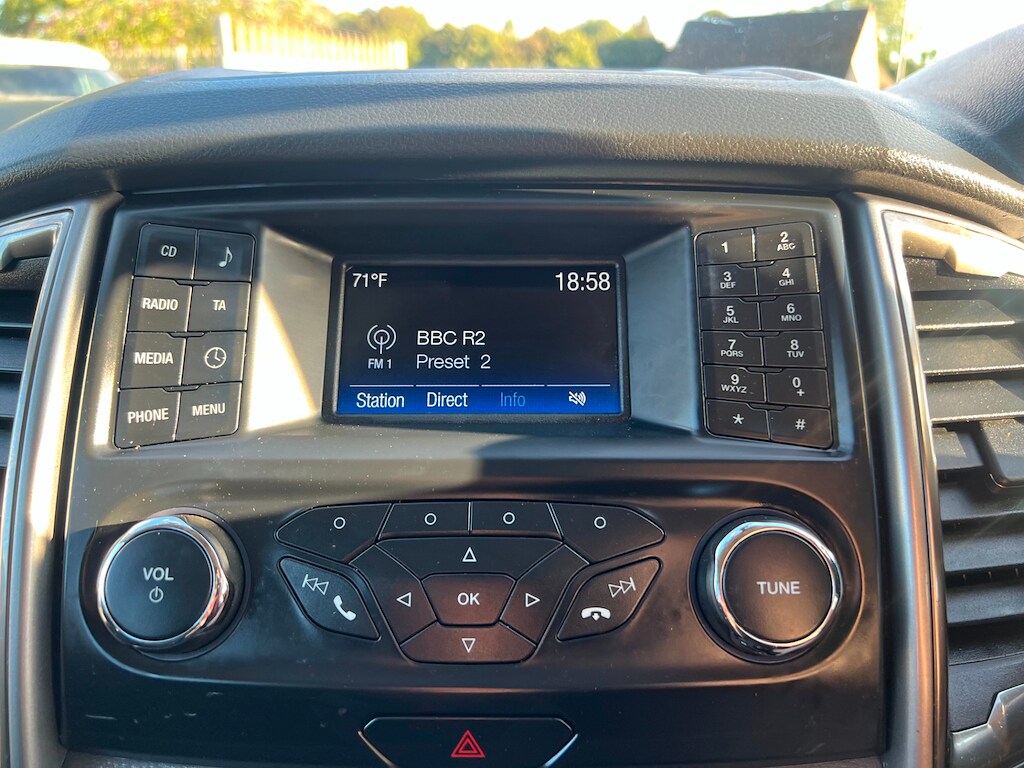 CD
RADIO TA
MEDIA
PHONE MENU
71°F 18:58
BBC R2
FM 1 Preset 2
Station Direct Info
1 2 ABC
3 DEF 4 GHI
5 JKL 6 MNO
7 PQRS 8 TUV
9 WXYZ 0 +
* #
VOL
OK
TUNE